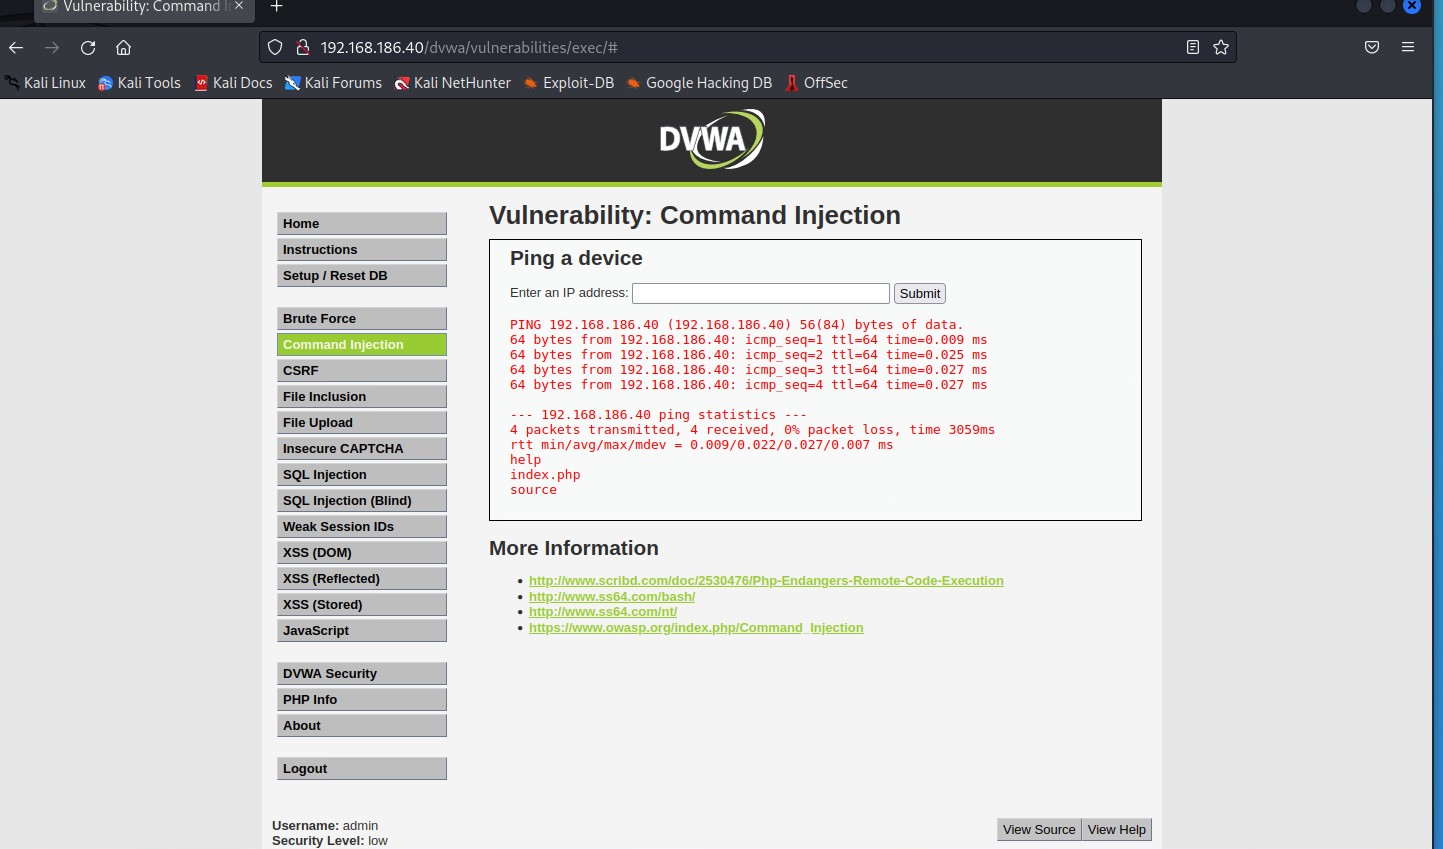 Vulnerability: Command I
192.168.186.40/dvwa/vulnerabilities/exec/#
Kali Linux Kali Tools Kali Docs Kali Forums Kali NetHunter Exploit-DB Google Hacking DB OffSec
DVWA
Home
Instructions
Setup / Reset DB
Brute Force
Command Injection
CSRF
File Inclusion
File Upload
Insecure CAPTCHA
SQL Injection
SQL Injection (Blind)
Weak Session IDs
XSS (DOM)
XSS (Reflected)
XSS (Stored)
JavaScript
DVWA Security
PHP Info
About
Logout
Vulnerability: Command Injection
Ping a device
Enter an IP address: Submit
PING 192.168.186.40 (192.168.186.40) 56(84) bytes of data.
64 bytes from 192.168.186.40: icmp_seq=1 ttl=64 time=0.009 ms
64 bytes from 192.168.186.40: icmp_seq=2 ttl=64 time=0.025 ms
64 bytes from 192.168.186.40: icmp_seq=3 ttl=64 time=0.027 ms
64 bytes from 192.168.186.40: icmp_seq=4 ttl=64 time=0.027 ms
--- 192.168.186.40 ping statistics ---
4 packets transmitted, 4 received, 0% packet loss, time 3059ms
rtt min/avg/max/mdev = 0.009/0.022/0.027/0.007 ms
help
index.php
source
More Information
http://www.scribd.com/doc/2530476/Php-Endangers-Remote-Code-Execution
http://www.ss64.com/bash/
http://www.ss64.com/nt/
https://www.owasp.org/index.php/Command_Injection
Username: admin
Security Level: low
View Source View Help